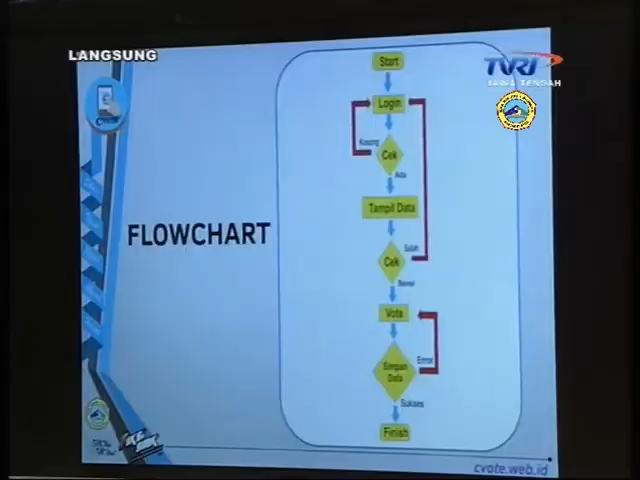 LANGSUNG
TVRI
JAWA TENGAH
FLOWCHART
Start
Login
Kosong
Cek
Ada
Tampil Data
Salah
Cek
Benar
Vote
Error
Simpan
Data
Sukses
Finish
cvote.web.id